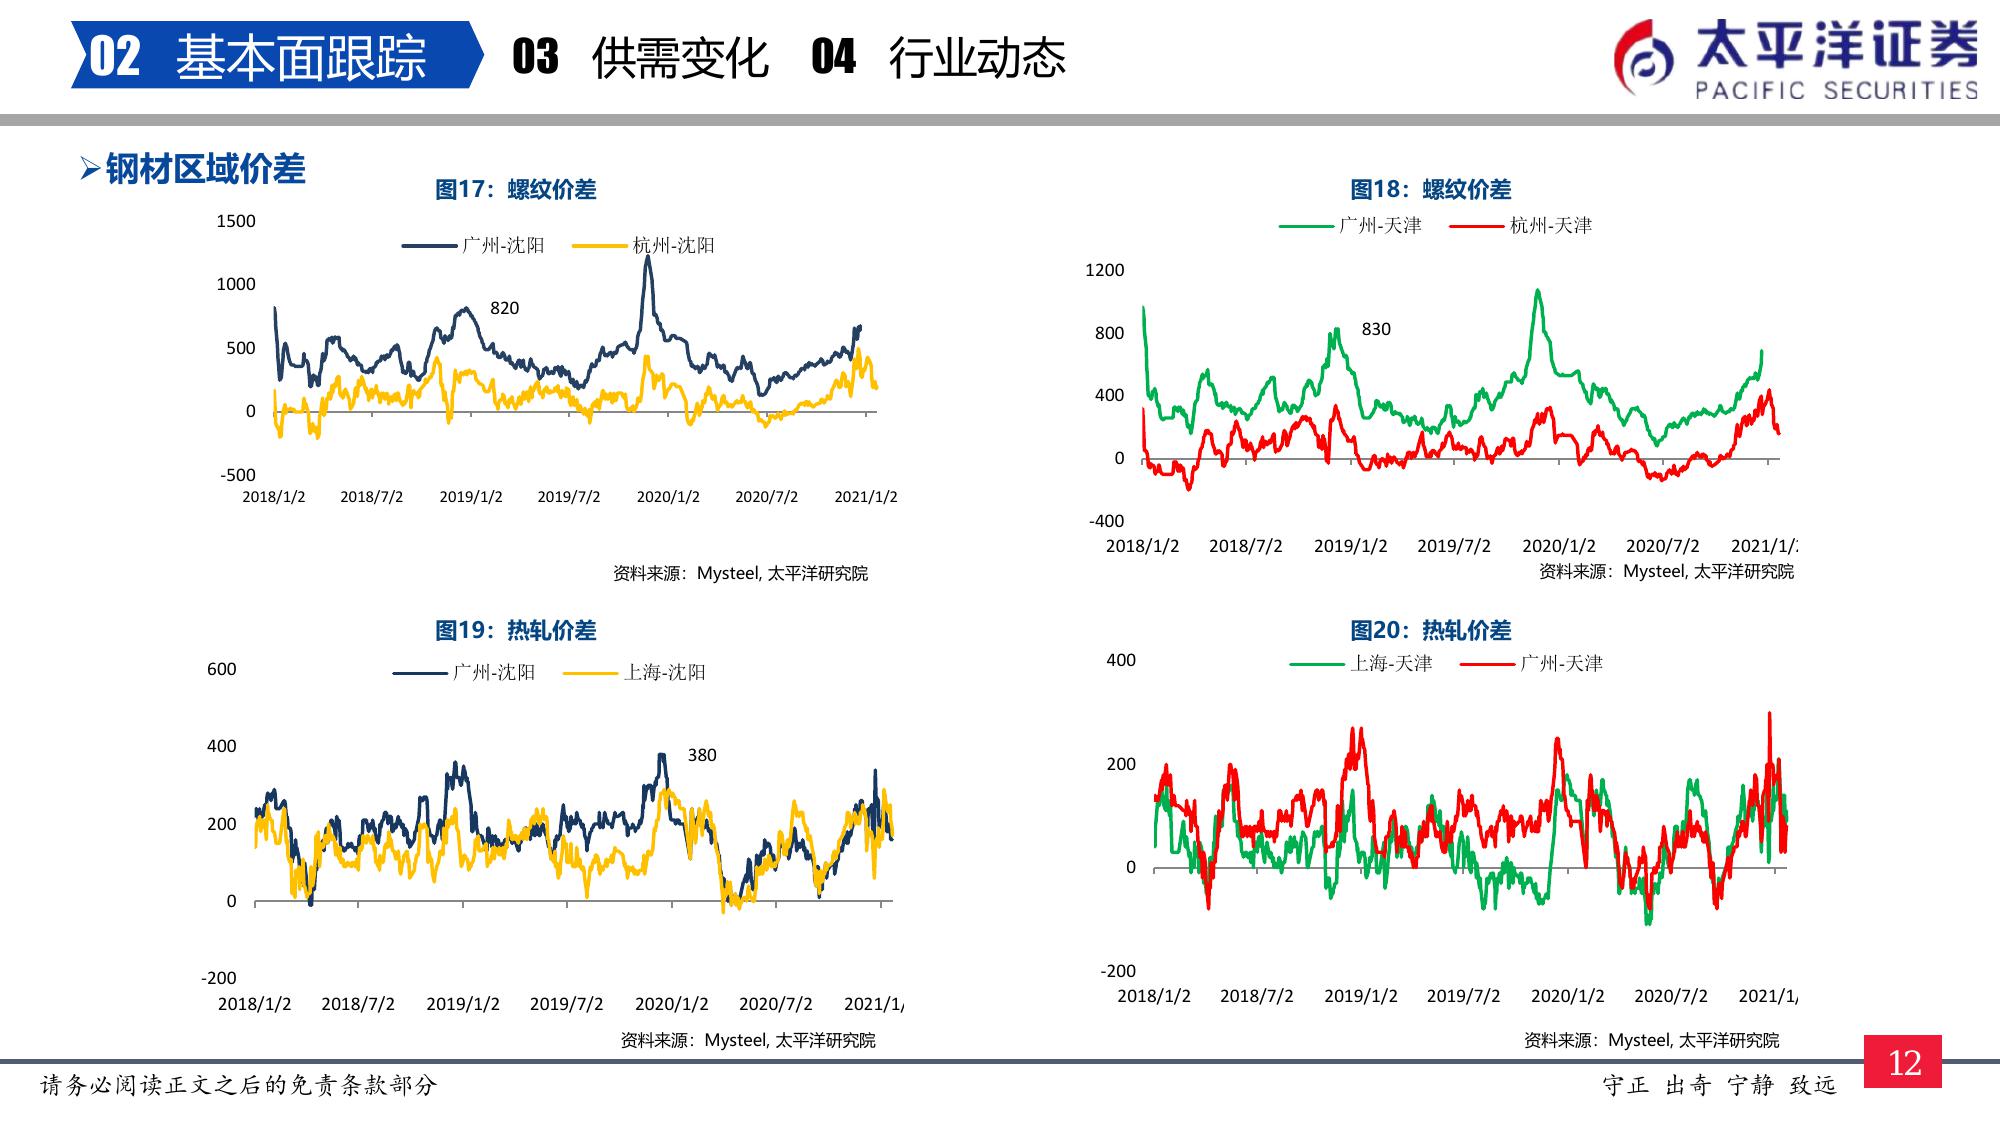 02 基本面跟踪 03 供需变化 04 行业动态
太平洋证券
PACIFIC SECURITIES
钢材区域价差
图17：螺纹价差
广州-沈阳 杭州-沈阳
1500
1000
500
0
-500
820
2018/1/2 2018/7/2 2019/1/2 2019/7/2 2020/1/2 2020/7/2 2021/1/2
资料来源：Mysteel, 太平洋研究院
图18：螺纹价差
广州-天津 杭州-天津
1200
800
400
0
-400
830
2018/1/2 2018/7/2 2019/1/2 2019/7/2 2020/1/2 2020/7/2 2021/1/
资料来源：Mysteel, 太平洋研究院
图19：热轧价差
广州-沈阳 上海-沈阳
600
400
200
0
-200
380
2018/1/2 2018/7/2 2019/1/2 2019/7/2 2020/1/2 2020/7/2 2021/1/
资料来源：Mysteel, 太平洋研究院
图20：热轧价差
上海-天津 广州-天津
400
200
0
-200
2018/1/2 2018/7/2 2019/1/2 2019/7/2 2020/1/2 2020/7/2 2021/1/
资料来源：Mysteel, 太平洋研究院
请务必阅读正文之后的免责条款部分
守正 出奇 宁静 致远
12